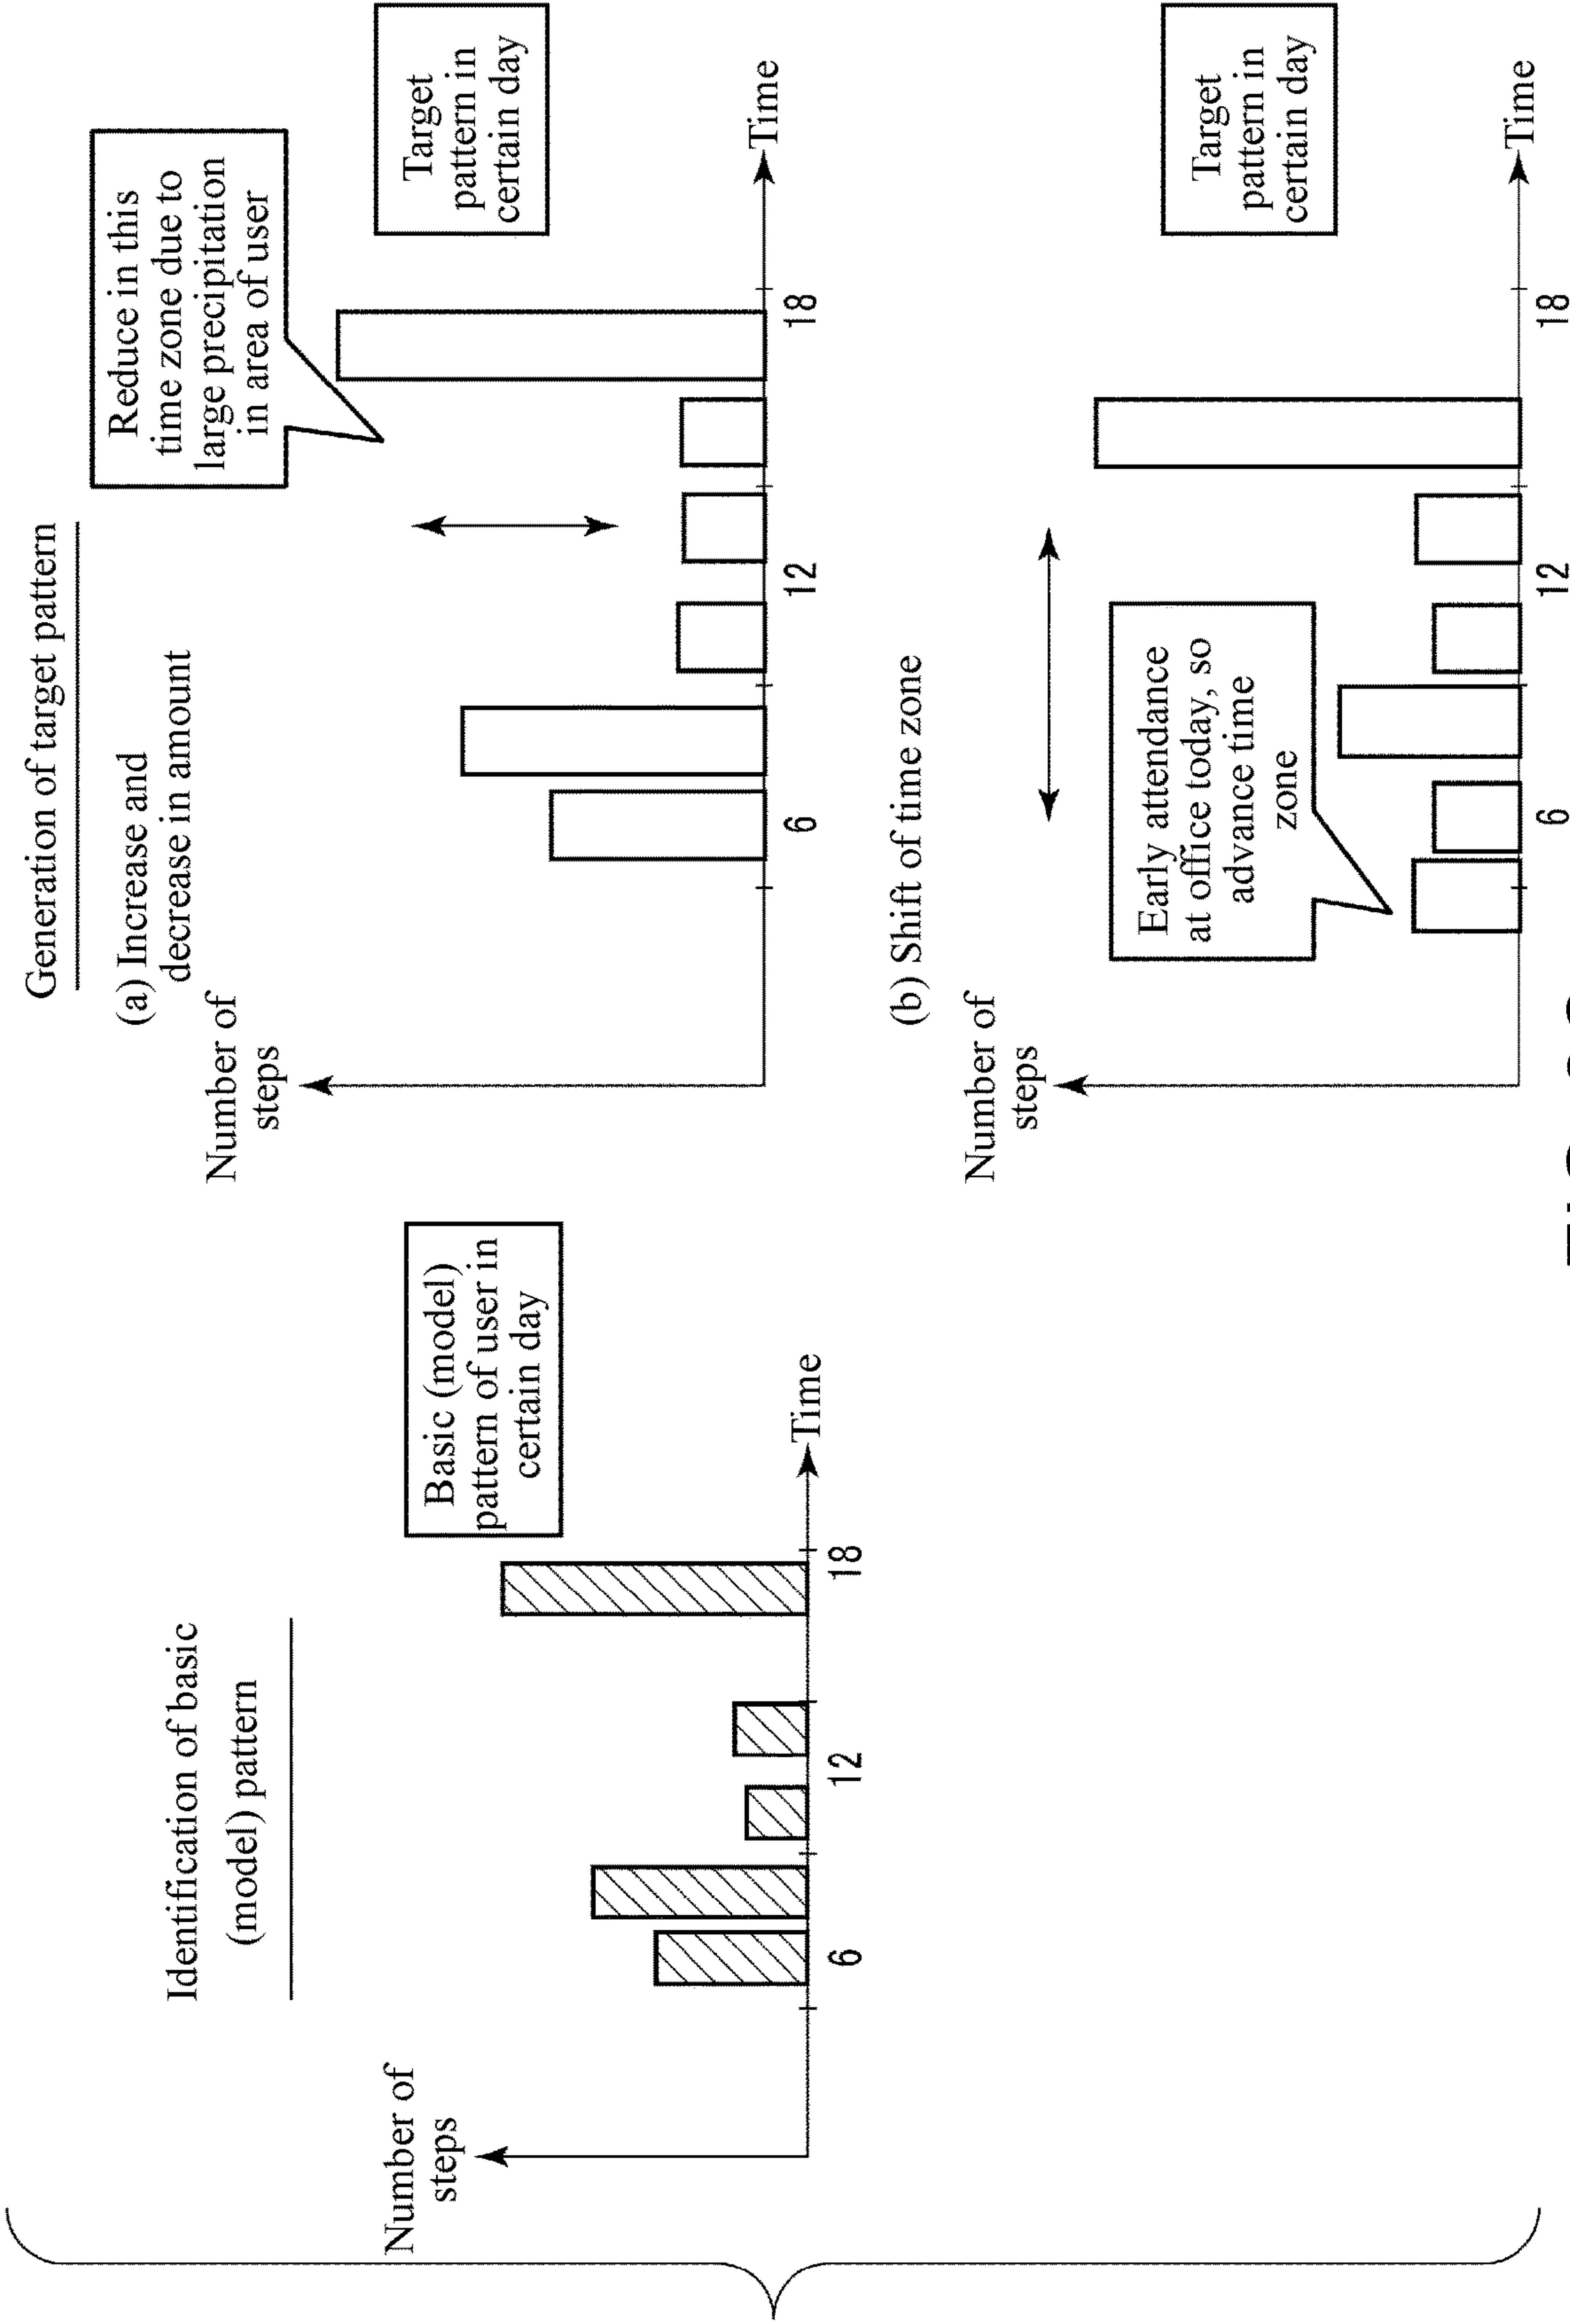 Identification of basic
(model) pattern
Number of
steps
Basic (model)
pattern of user in
certain day
6
12
18
Time
Generation of target pattern
(a) Increase and
decrease in amount
Number of
steps
Reduce in this
time zone due to
large precipitation
in area of user
Target
pattern in
certain day
6
12
18
Time
(b) Shift of time zone
Number of
steps
Early attendance
at office today, so
advance time
zone
Target
pattern in
certain day
6
12
18
Time